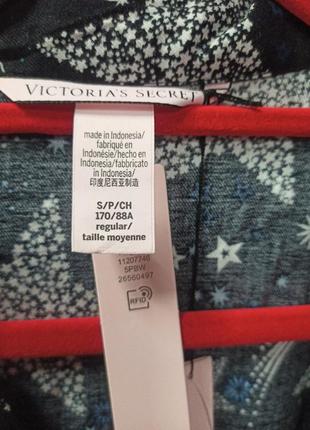 VICTORIA'S SECRET
made in Indonesia/
fabriqué en
Indonésie/hecho en
Indonesia/fabbricato
in Indonesia/
印度尼西亚制造
S/P/CH
170/88A
regular/
taille moyenne
11207746
5PBW
26560497
RFID